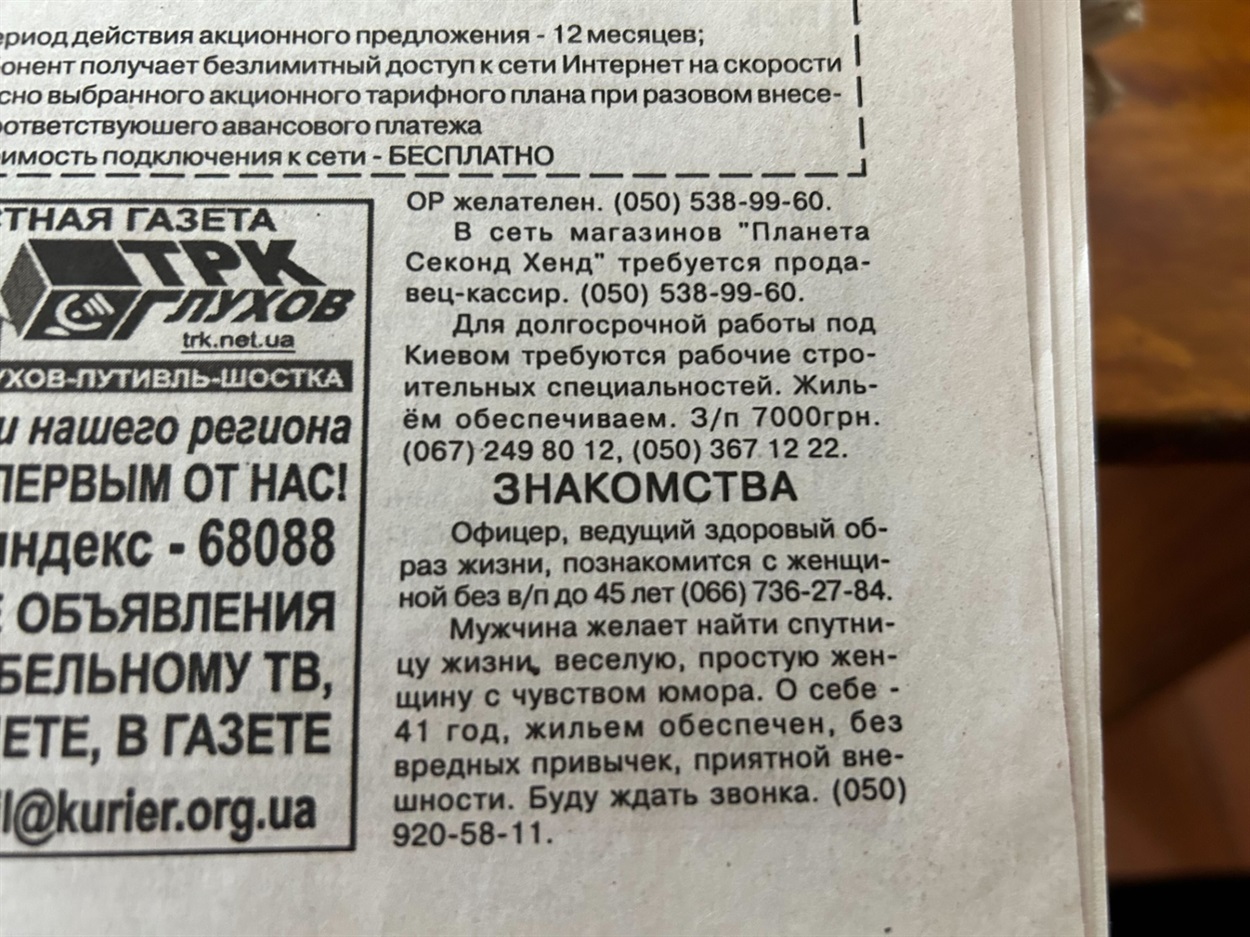 ериод действия акционного предложения - 12 месяцев;
онент получает безлимитный доступ к сети Интернет на скорости
сно выбранного акционного тарифного плана при разовом внесе-
оответствуюшего авансового платежа
имость подключения к сети - БЕСПЛАТНО
СТНАЯ ГАЗЕТА
ТРК
ГЛУХОВ
trk.net.ua
УХОВ-ПУТИВЛЬ-ШОСТКА
и нашего региона
ПЕРВЫМ ОТ НАС!
индекс - 68088
Е ОБЪЯВЛЕНИЯ
БЕЛЬНОМУ ТВ,
НЕТЕ, В ГАЗЕТЕ
il@kurier.org.ua
ОР желателен. (050) 538-99-60.
В сеть магазинов "Планета
Секонд Хенд" требуется прода-
вец-кассир. (050) 538-99-60.
Для долгосрочной работы под
Киевом требуются рабочие стро-
ительных специальностей. Жиль-
ём обеспечиваем. З/п 7000грн.
(067) 249 80 12, (050) 367 12 22.
ЗНАКОМСТВА
Офицер, ведущий здоровый об-
раз жизни, познакомится с женщи-
ной без в/п до 45 лет (066) 736-27-84.
Мужчина желает найти спутни-
цу жизни, веселую, простую жен-
щину с чувством юмора. О себе -
41 год, жильем обеспечен, без
вредных привычек, приятной вне-
шности. Буду ждать звонка. (050)
920-58-11.